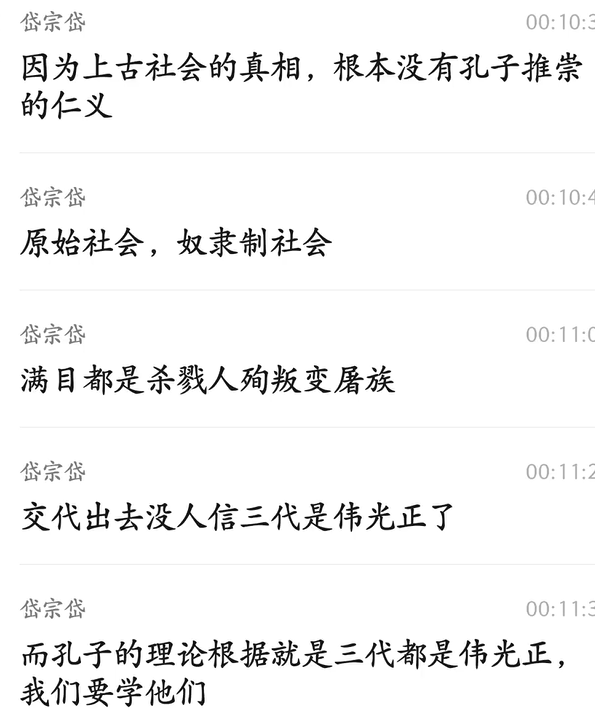 岱宗岱 00:10:3
因为上古社会的真相，根本没有孔子推崇
的仁义
岱宗岱 00:10:4
原始社会，奴隶制社会
岱宗岱 00:11:0
满目都是杀戮人殉叛变屠族
岱宗岱 00:11:2
交代出去没人信三代是伟光正了
岱宗岱 00:11:3
而孔子的理论根据就是三代都是伟光正，
我们要学他们